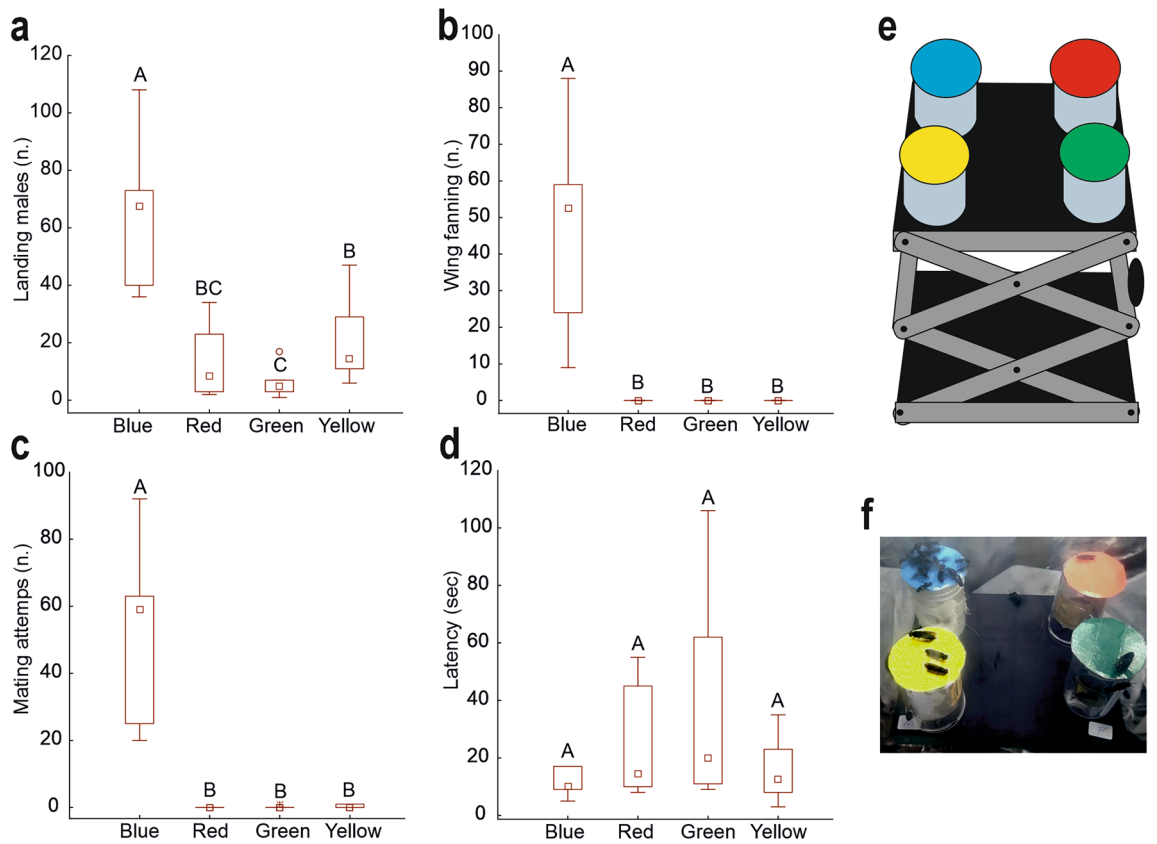 a
Landing males (n.)
120
100
80
60
40
20
0
A
BC
C
B
Blue Red Green Yellow
b
Wing fanning (n.)
100
90
80
70
60
50
40
30
20
10
0
A
B
B
B
Blue Red Green Yellow
e
c
Mating attemps (n.)
100
80
60
40
20
0
A
B
B
B
Blue Red Green Yellow
d
Latency (sec)
120
100
80
60
40
20
0
A
A
A
A
Blue Red Green Yellow
f